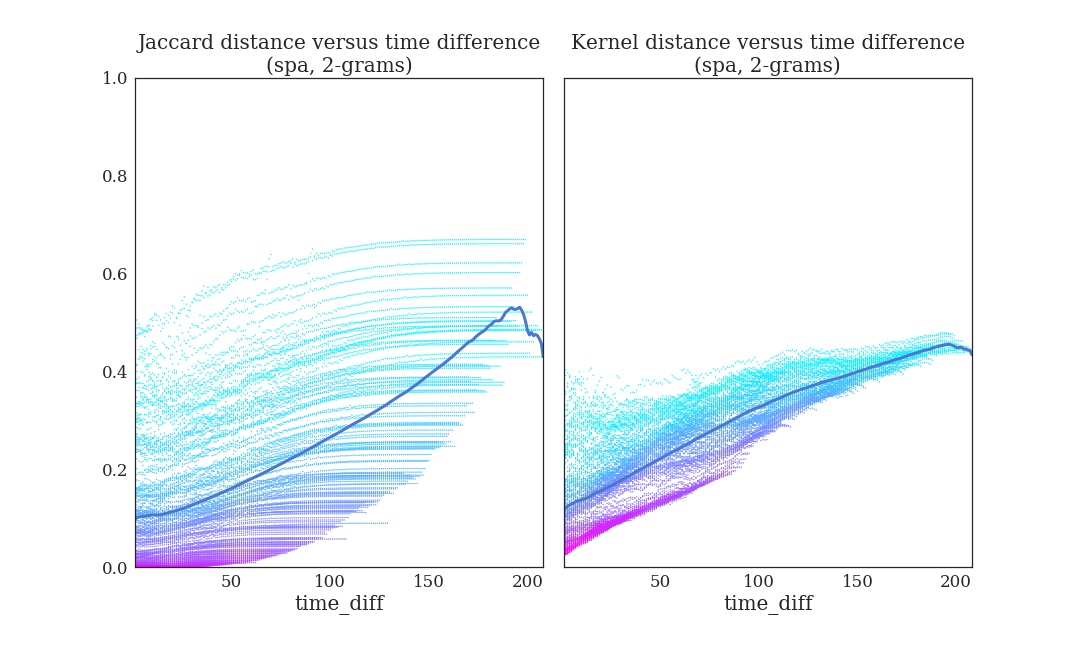 Jaccard distance versus time difference
(spa, 2-grams)
Kernel distance versus time difference
(spa, 2-grams)
1.0
0.8
0.6
0.4
0.2
0.0
50 100 150 200
50 100 150 200
time_diff
time_diff